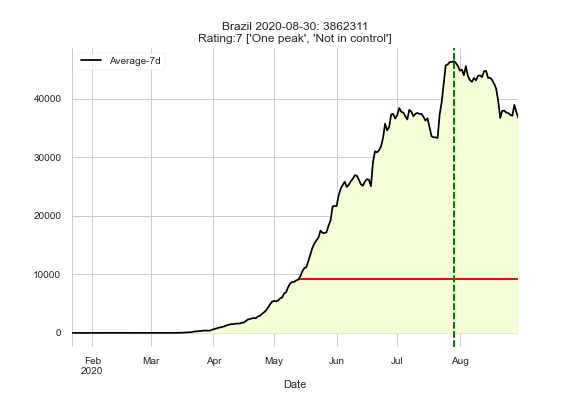 Brazil 2020-08-30: 3862311
Rating:7 ['One peak', 'Not in control']
Average-7d
40000
30000
20000
10000
0
Feb Mar Apr May Jun Jul Aug
2020
Date